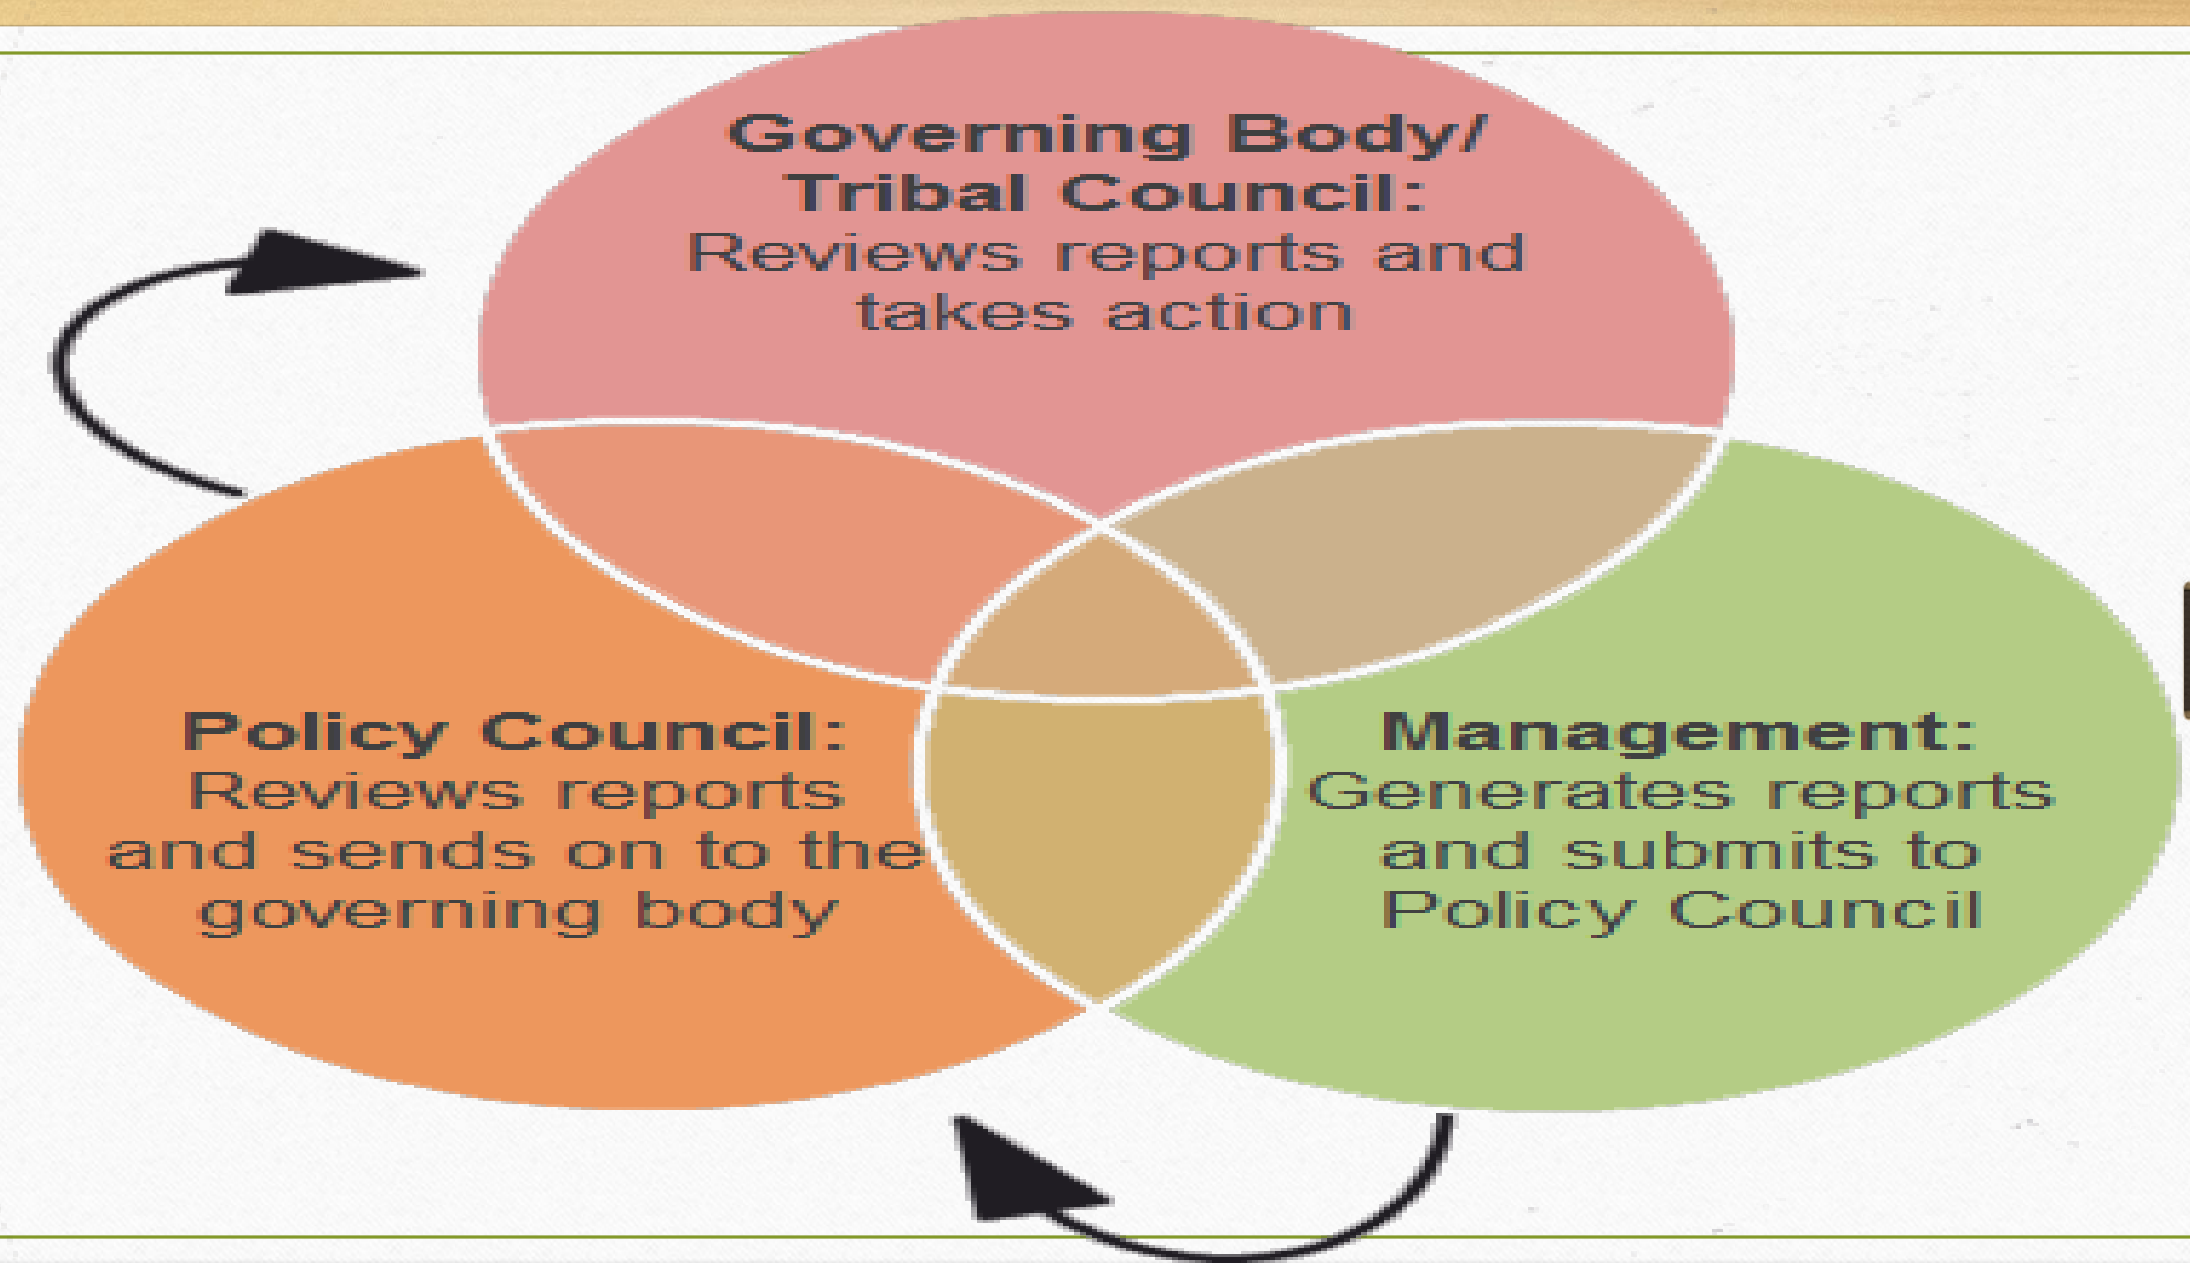 Governing Body/
Tribal Council:
Reviews reports and
takes action
Policy Council:
Reviews reports
and sends on to the
governing body
Management:
Generates reports
and submits to
Policy Council